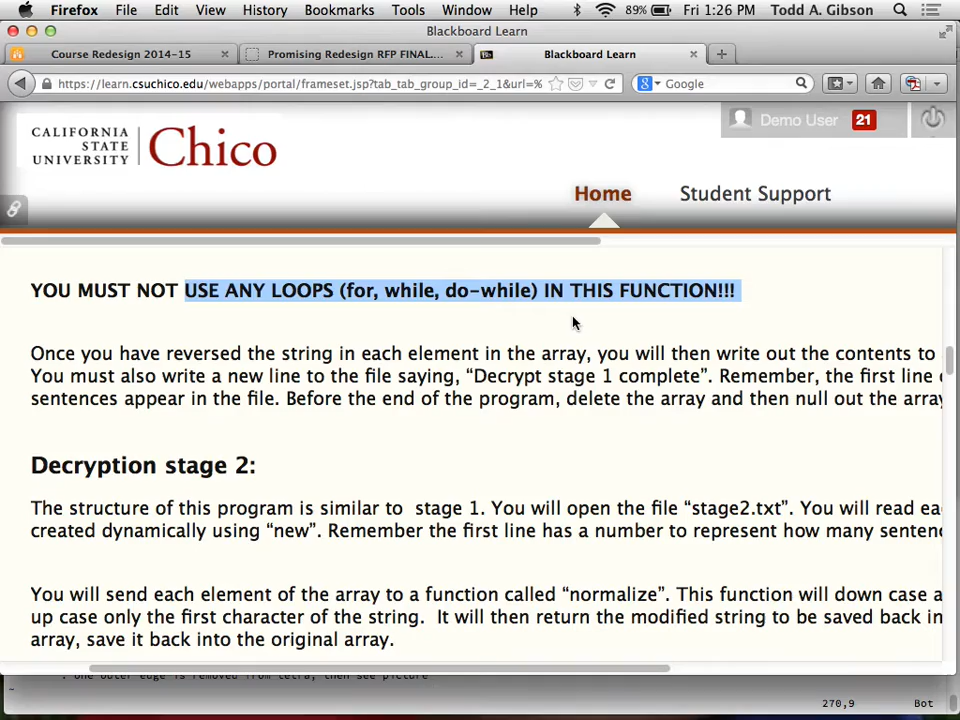 Firefox File Edit View History Bookmarks Tools Window Help 89% Fri 1:26 PM Todd A. Gibson
Blackboard Learn
Course Redesign 2014-15 Promising Redesign RFP FINAL... Blackboard Learn
https://learn.csuchico.edu/webapps/portal/frameset.jsp?tab_tab_group_id=_2_1&url=% Google
CALIFORNIA
STATE
UNIVERSITY
Chico
Demo User 21
Home Student Support
YOU MUST NOT USE ANY LOOPS (for, while, do-while) IN THIS FUNCTION!!!
Once you have reversed the string in each element in the array, you will then write out the contents to
You must also write a new line to the file saying, “Decrypt stage 1 complete”. Remember, the first line
sentences appear in the file. Before the end of the program, delete the array and then null out the array
Decryption stage 2:
The structure of this program is similar to stage 1. You will open the file “stage2.txt”. You will read
created dynamically using “new”. Remember the first line has a number to represent how many
You will send each element of the array to a function called “normalize”. This function will down case
up case only the first character of the string. It will then return the modified string to be saved back in
array, save it back into the original array.
. one outer edge is removed from tetra, then see picture
270,9 Bot